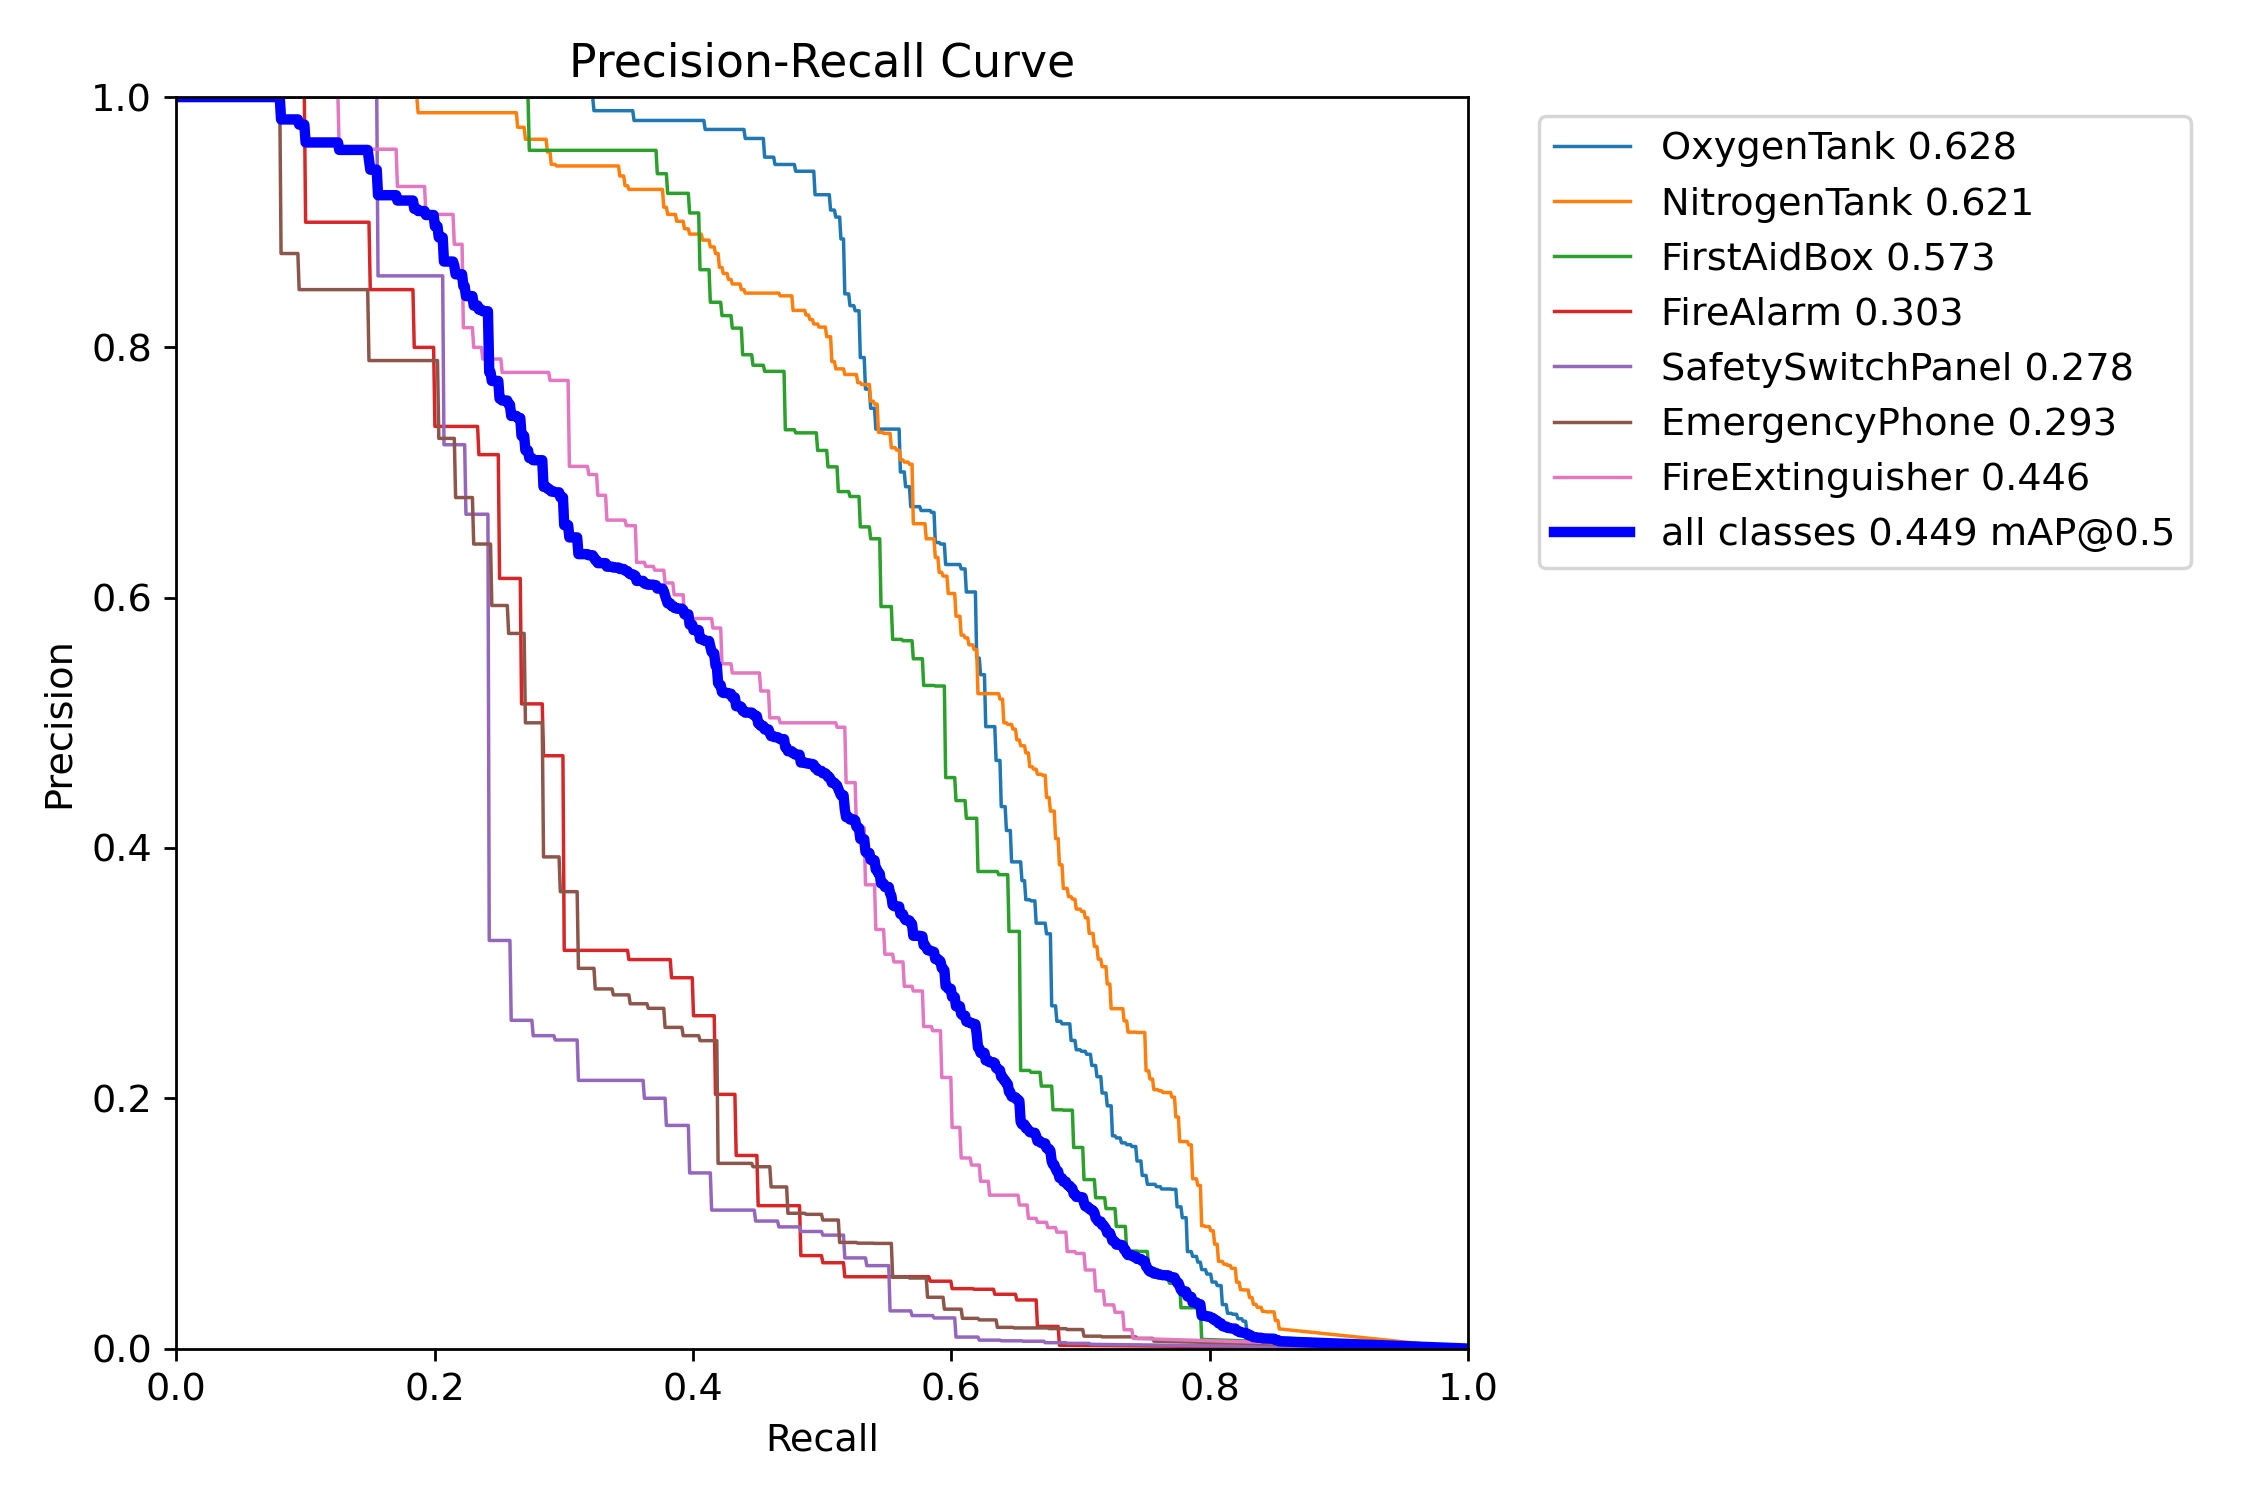 Precision-Recall Curve
1.0
0.8
0.6
0.4
0.2
0.0
Precision
0.0 0.2 0.4 0.6 0.8 1.0
Recall
OxygenTank 0.628
NitrogenTank 0.621
FirstAidBox 0.573
FireAlarm 0.303
SafetySwitchPanel 0.278
EmergencyPhone 0.293
FireExtinguisher 0.446
all classes 0.449 mAP@0.5